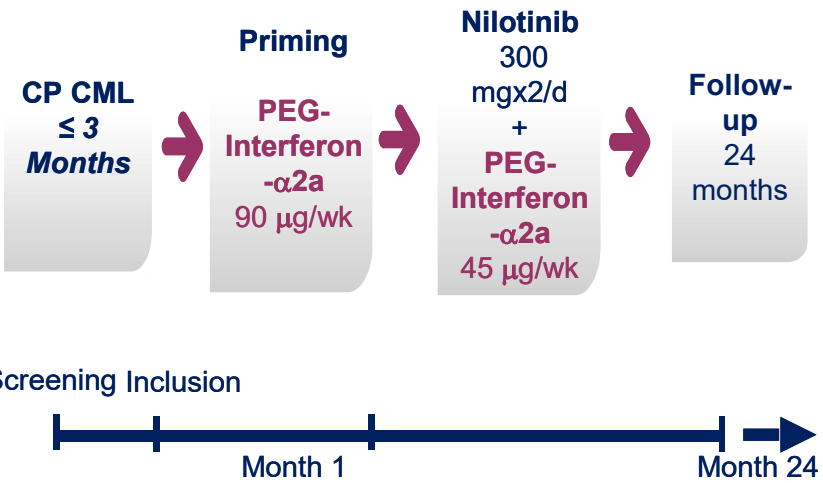 CP CML
≤ 3
Months
Priming
PEG-
Interferon
-α2a
90 µg/wk
Nilotinib
300
mgx2/d
+
PEG-
Interferon
-α2a
45 µg/wk
Follow-
up
24
months
Screening Inclusion
Month 1
Month 24